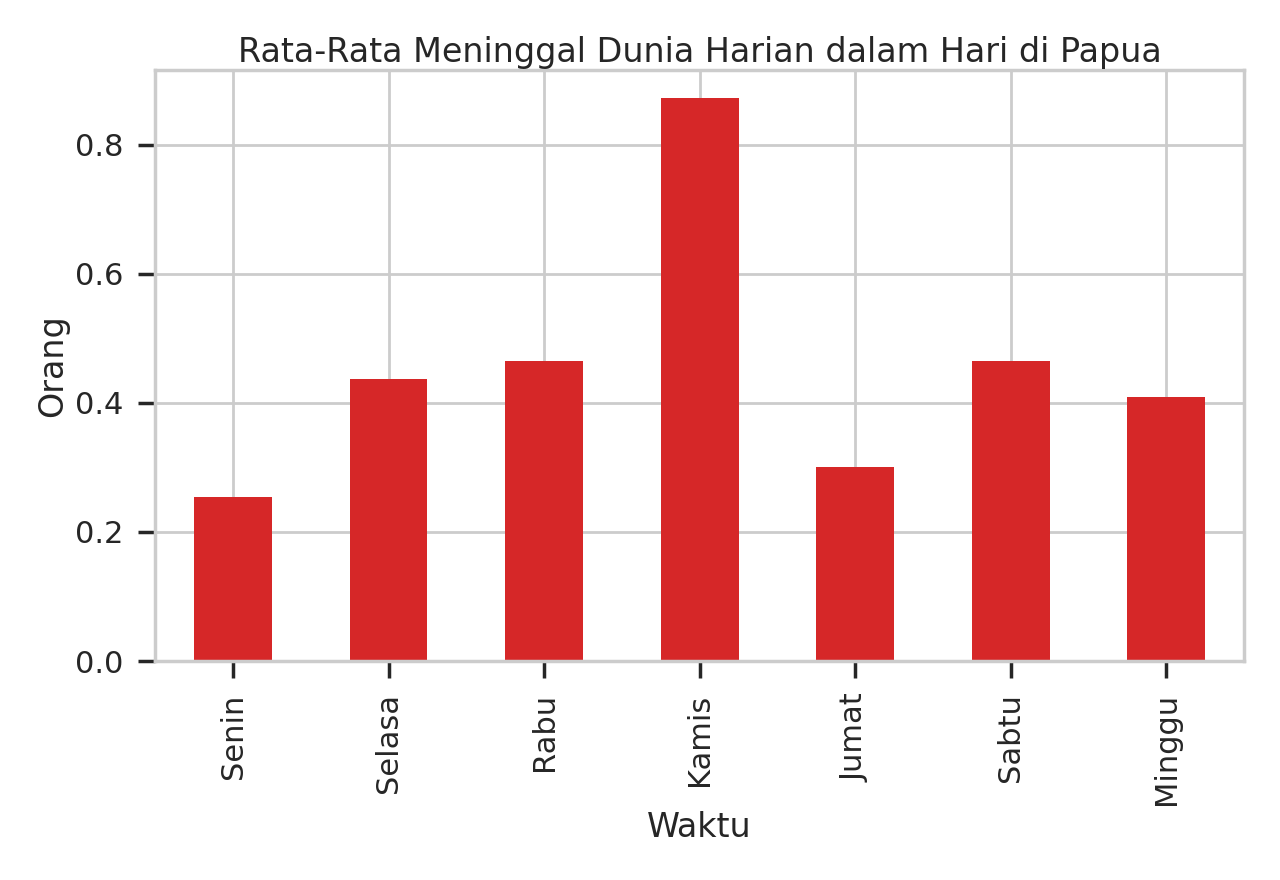 Rata-Rata Meninggal Dunia Harian dalam Hari di Papua
Orang
0.8
0.6
0.4
0.2
0.0
Senin
Selasa
Rabu
Kamis
Jumat
Sabtu
Minggu
Waktu